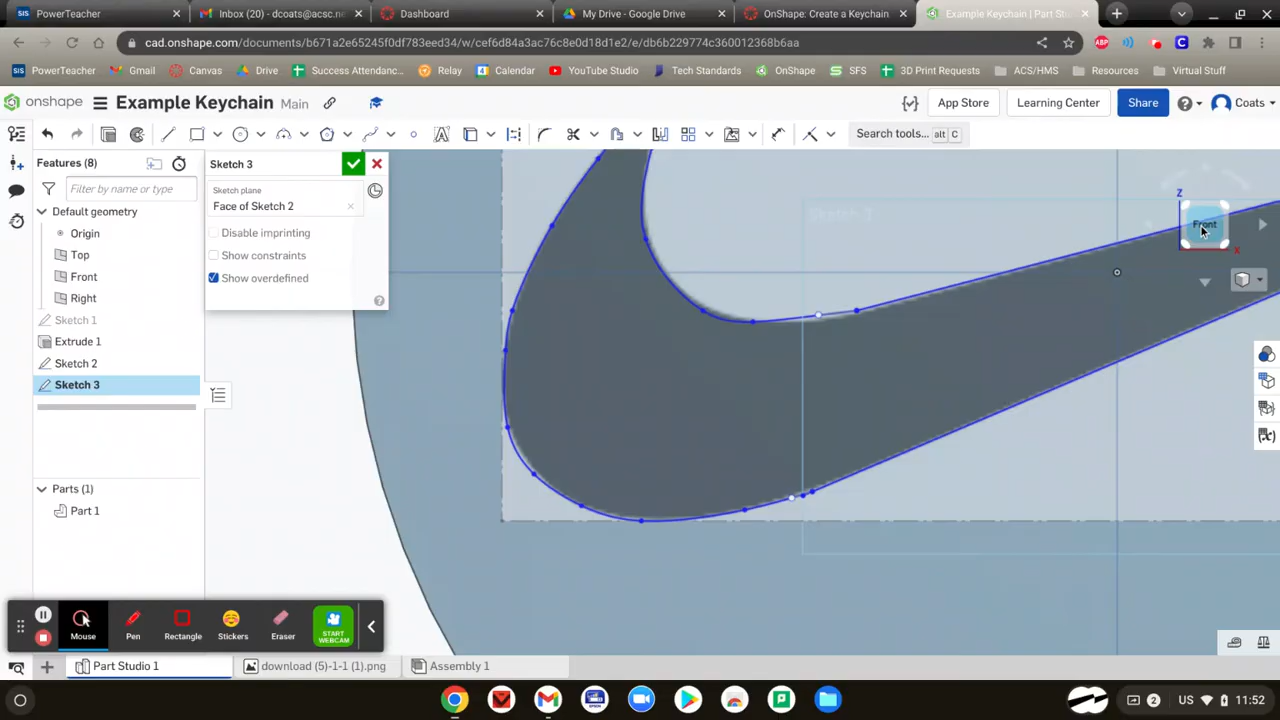 PowerTeacher
Inbox (20) - dcoats@acsc.ne
Dashboard
My Drive - Google Drive
OnShape: Create a Keychain
Example Keychain | Part Stu
cad.onshape.com/documents/b671a2e65245f0df783eed34/w/cef6d84a3ac76c8e0d18d1e2/e/db6b229774c360012368b6aa
SIS PowerTeacher
Gmail
Canvas
Drive
Success Attendanc...
Relay
Calendar
YouTube Studio
Tech Standards
OnShape
SFS
3D Print Requests
ACS/HMS
Resources
Virtual Stuff
onshape
Example Keychain Main
App Store
Learning Center
Share
Coats
Search tools... alt C
Features (8)
Filter by name or type
Default geometry
Origin
Top
Front
Right
Sketch 1
Extrude 1
Sketch 2
Sketch 3
Parts (1)
Part 1
Sketch 3
Sketch plane
Face of Sketch 2
Disable imprinting
Show constraints
Show overdefined
Sketch 3
Z
Front
X
Mouse
Pen
Rectangle
Stickers
Eraser
START
WEBCAM
Part Studio 1
download (5)-1-1 (1).png
Assembly 1
2
US
11:52